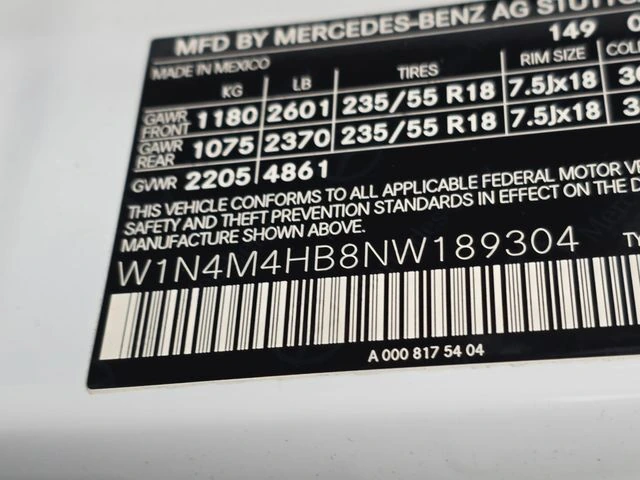 MFD BY MERCEDES-BENZ AG
149
MADE IN MEXICO
KG LB TIRES RIM SIZE
GAWR FRONT 1180 2601 235/55 R18 7.5Jx18
GAWR REAR 1075 2370 235/55 R18 7.5Jx18
GVWR 2205 4861
THIS VEHICLE CONFORMS TO ALL APPLICABLE FEDERAL MOTOR
SAFETY AND THEFT PREVENTION STANDARDS IN EFFECT ON THE
MANUFACTURE SHOWN ABOVE.
W1N4M4HB8NW189304
A 000 817 54 04